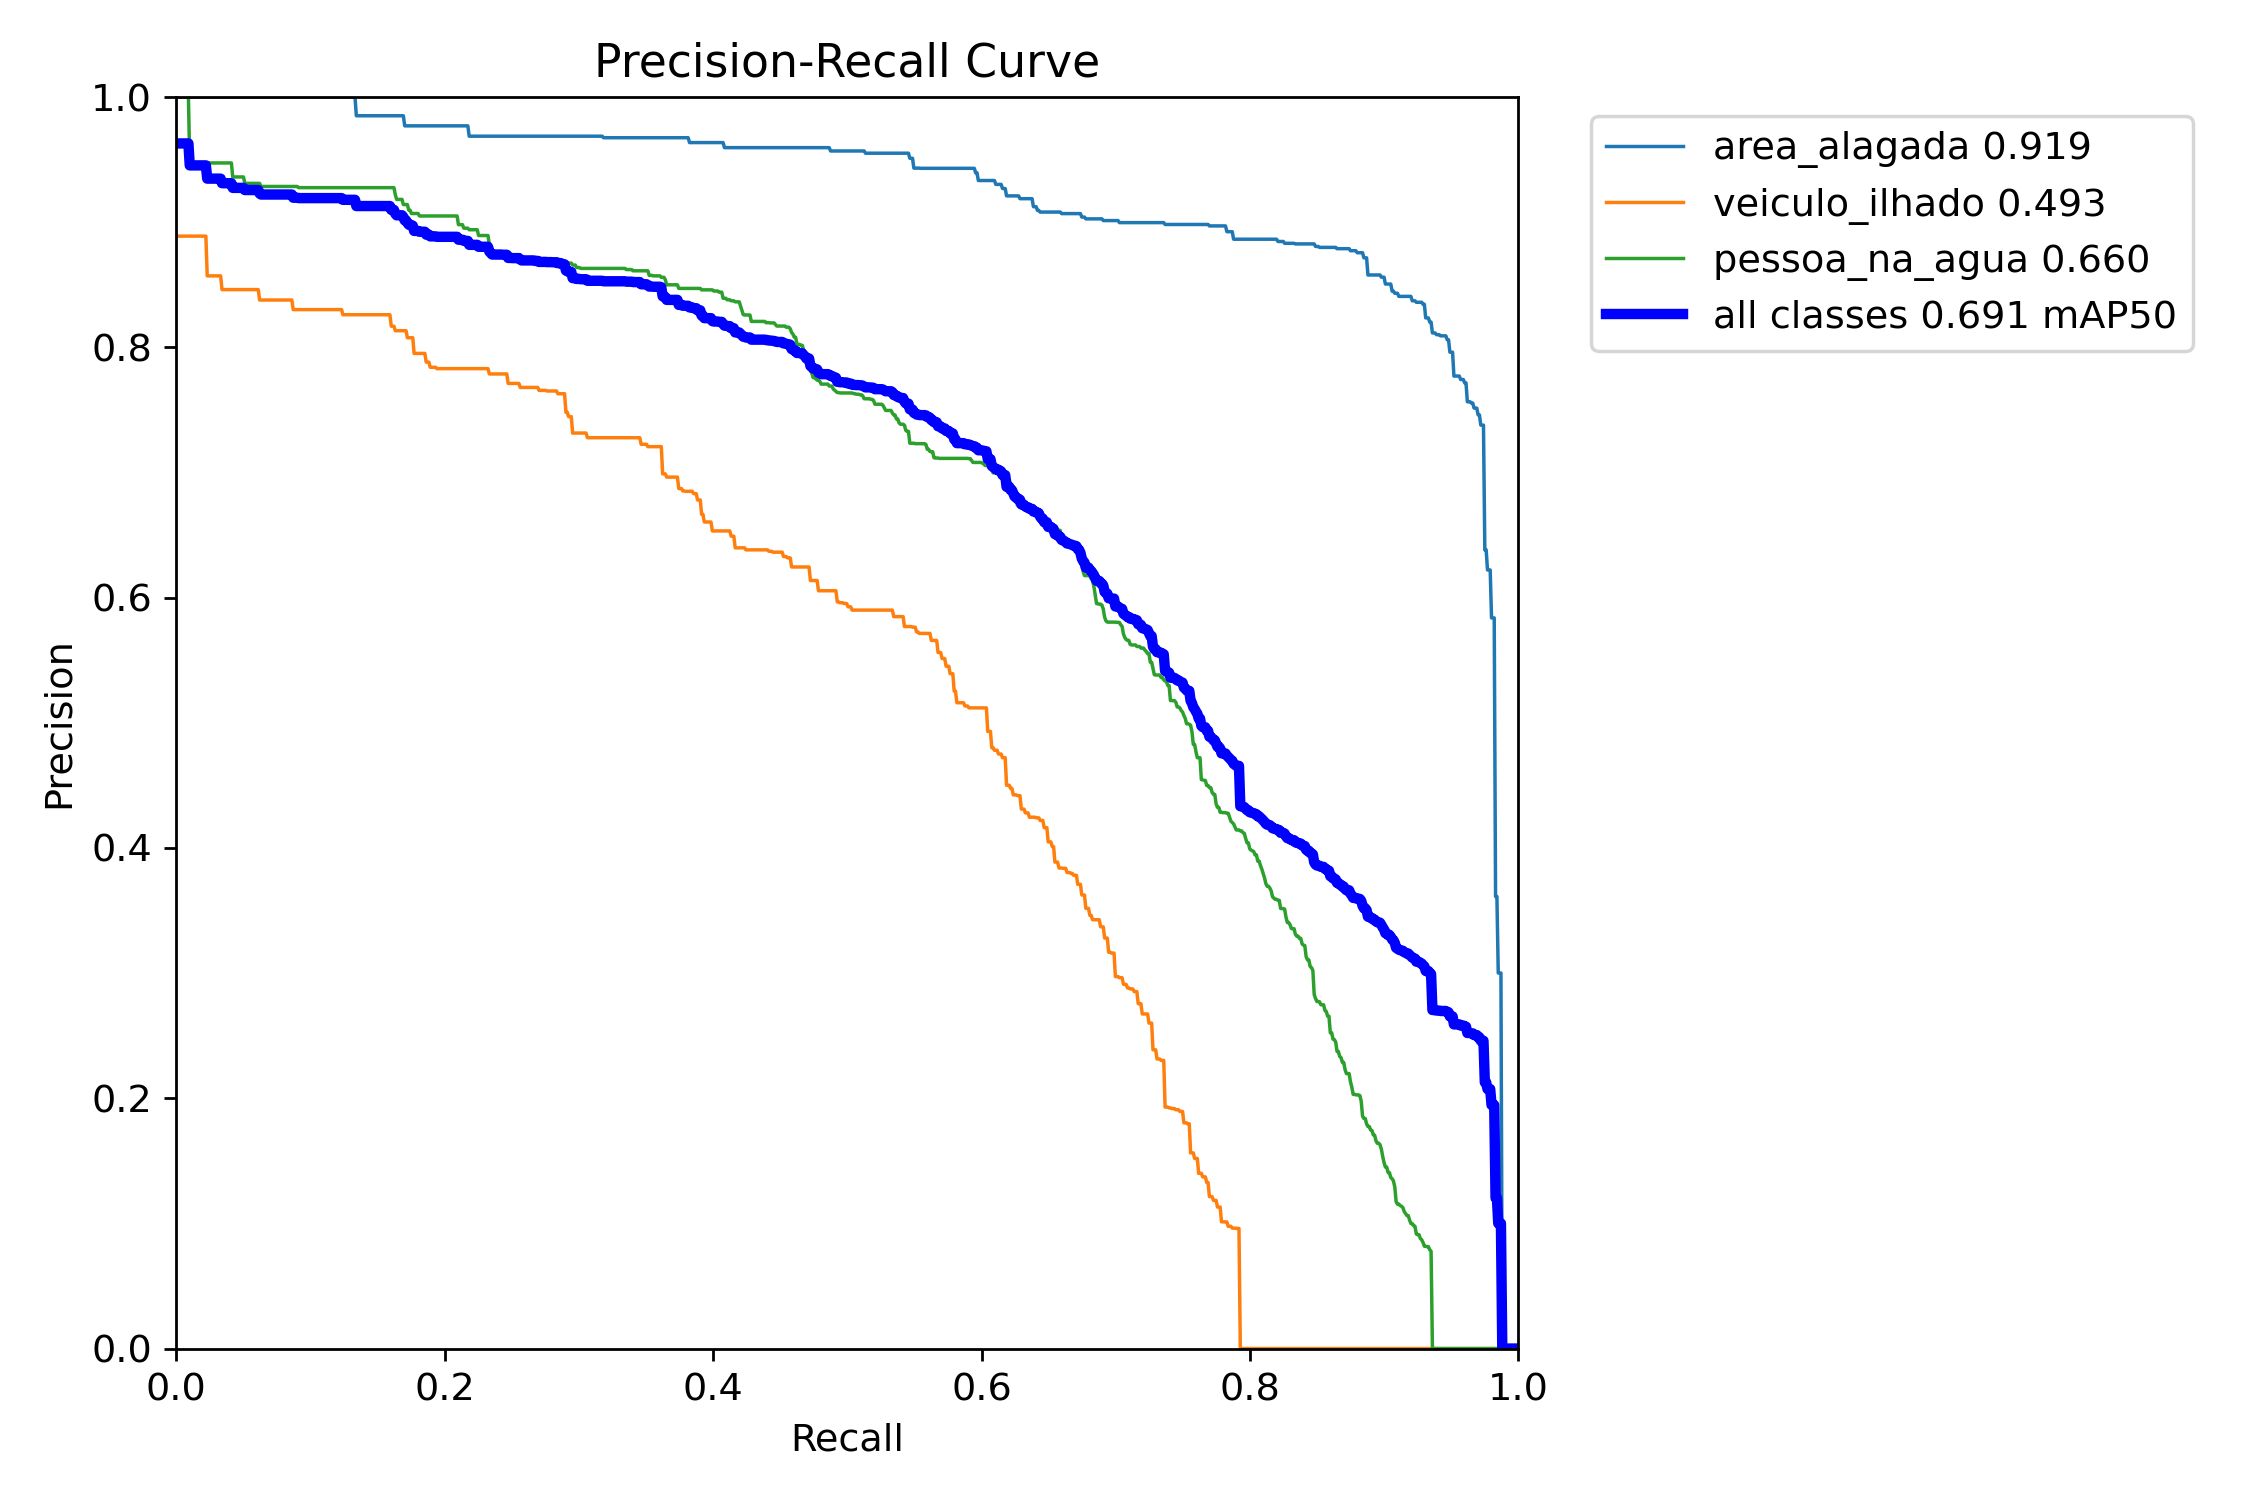 Precision-Recall Curve
1.0
0.8
0.6
0.4
0.2
0.0
Precision
0.0 0.2 0.4 0.6 0.8 1.0
Recall
area_alagada 0.919
veiculo_ilhado 0.493
pessoa_na_agua 0.660
all classes 0.691 mAP50